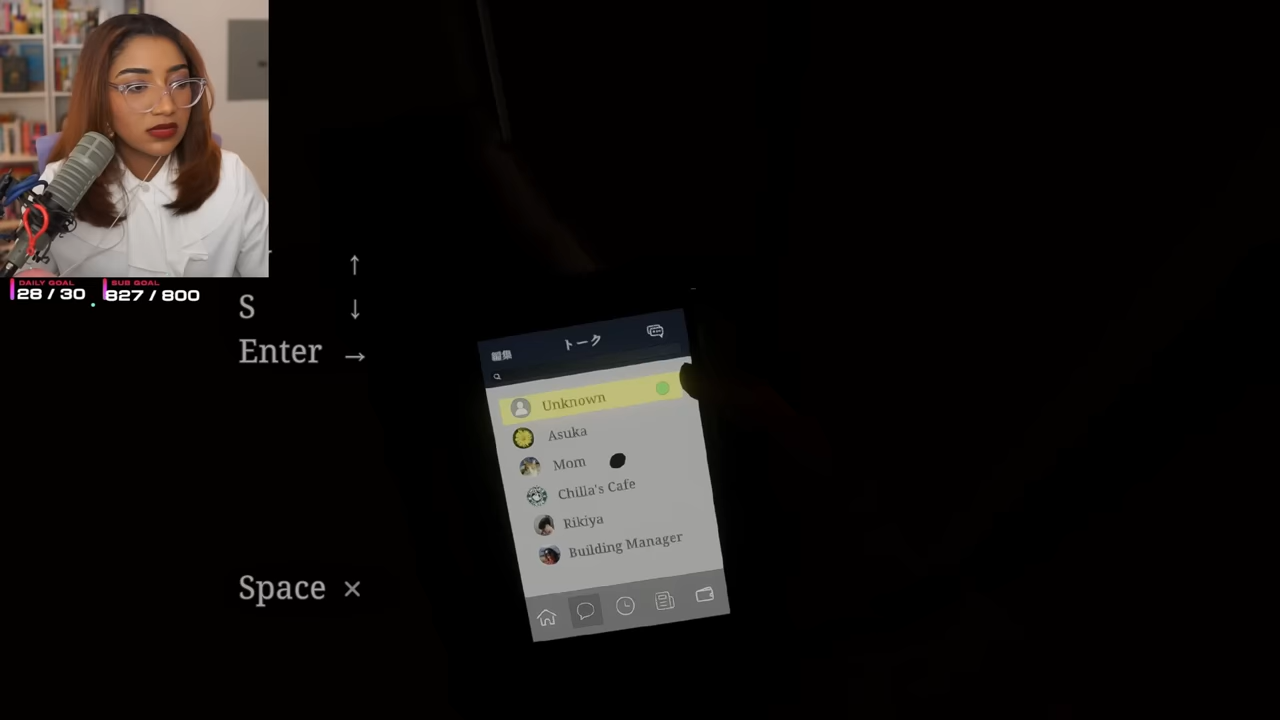 DAILY GOAL
28 / 30
SUB GOAL
827 / 800
↑
S ↓
Enter →
Space ×
編集
トーク
Unknown
Asuka
Mom
Chilla's Cafe
Rikiya
Building Manager